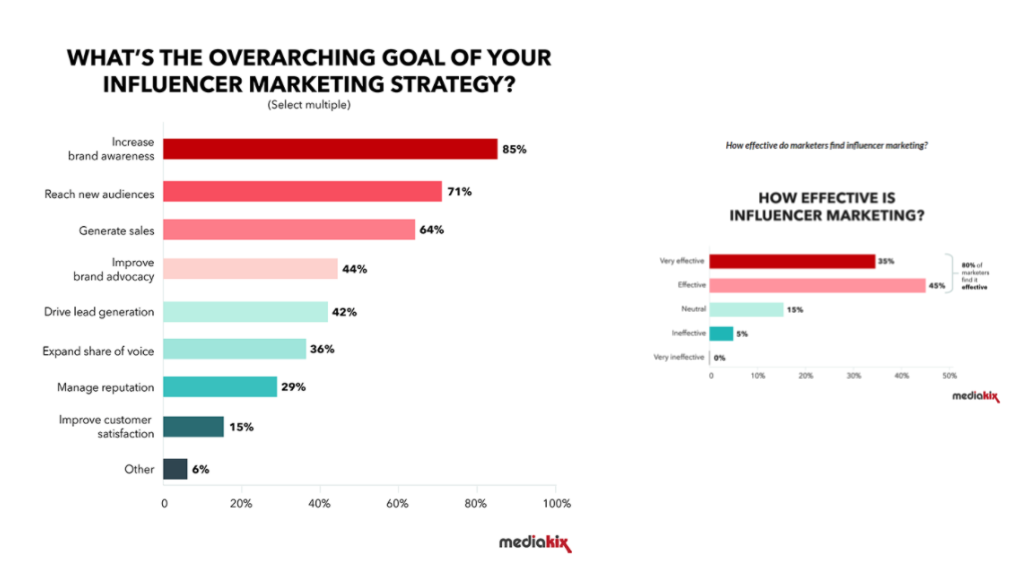 WHAT'S THE OVERARCHING GOAL OF YOUR
INFLUENCER MARKETING STRATEGY?
(Select multiple)
Increase
brand awareness
85%
Reach new audiences
71%
Generate sales
64%
Improve
brand advocacy
44%
Drive lead generation
42%
Expand share of voice
36%
Manage reputation
29%
Improve customer
satisfaction
15%
Other
6%
0 20% 40% 60% 80% 100%
mediakix
How effective do marketers find influencer marketing?
HOW EFFECTIVE IS
INFLUENCER MARKETING?
Very effective
35%
Effective
45%
80% of
marketers
find it
effective
Neutral
15%
Ineffective
5%
Very ineffective
0%
0 10% 20% 30% 40% 50%
mediakix